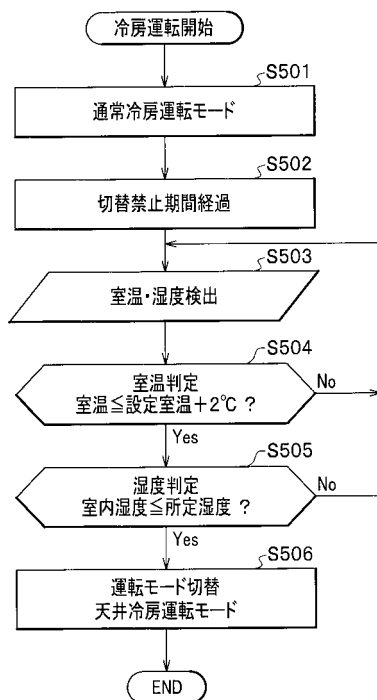 冷房運転開始
S501
通常冷房運転モード
S502
切替禁止期間経過
S503
室温・湿度検出
S504
室温判定
室温≦設定室温+2℃ ?
No
Yes
S505
湿度判定
室内湿度≦所定湿度 ?
No
Yes
S506
運転モード切替
天井冷房運転モード
END